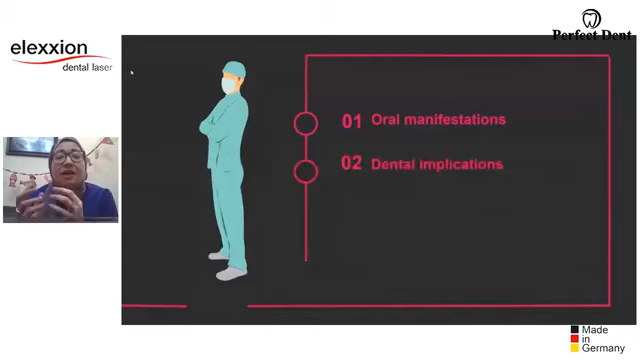 Perfect Dent
elexxion
dental laser
01 Oral manifestations
02 Dental implications
Made
in
Germany